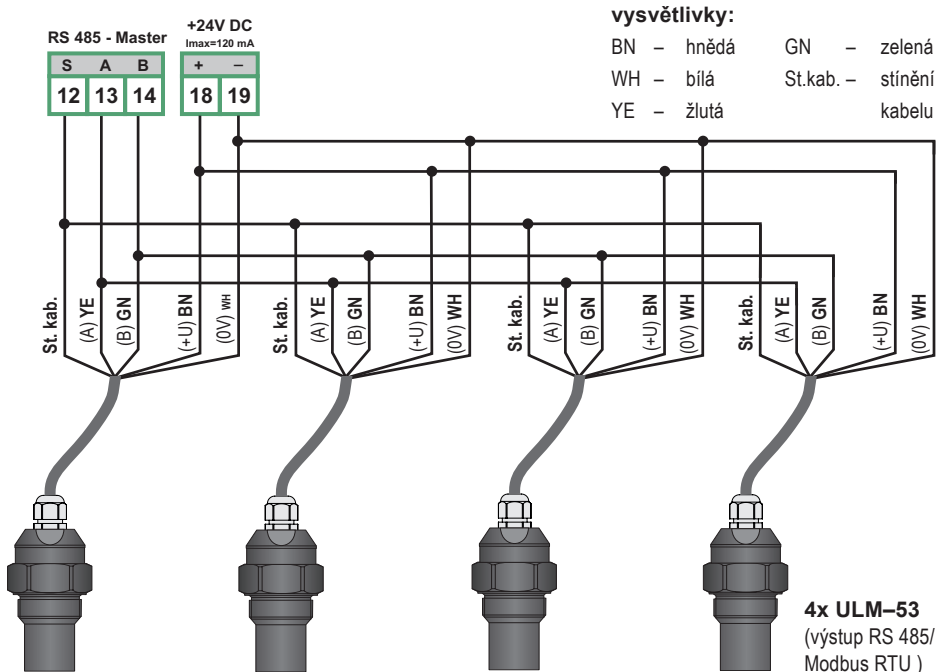 RS 485 - Master
+24V DC
Imax=120 mA
S A B
12 13 14
+ –
18 19
vysvětlivky:
BN – hnědá GN – zelená
WH – bílá St.kab. – stínění
YE – žlutá kabelu
St. kab.
(A) YE
(B) GN
(+U) BN
(0V) WH
St. kab.
(A) YE
(B) GN
(+U) BN
(0V) WH
St. kab.
(A) YE
(B) GN
(+U) BN
(0V) WH
St. kab.
(A) YE
(B) GN
(+U) BN
(0V) WH
4x ULM–53
(výstup RS 485/
Modbus RTU )